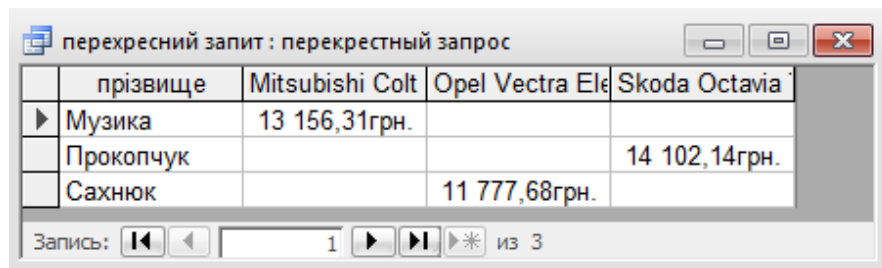 перехресний запит : перекрестный запрос
прізвище Mitsubishi Colt Opel Vectra Ele Skoda Octavia
Музика 13 156,31грн.
Прокопчук 14 102,14грн.
Сахнюк 11 777,68грн.
Запись: 1 из 3